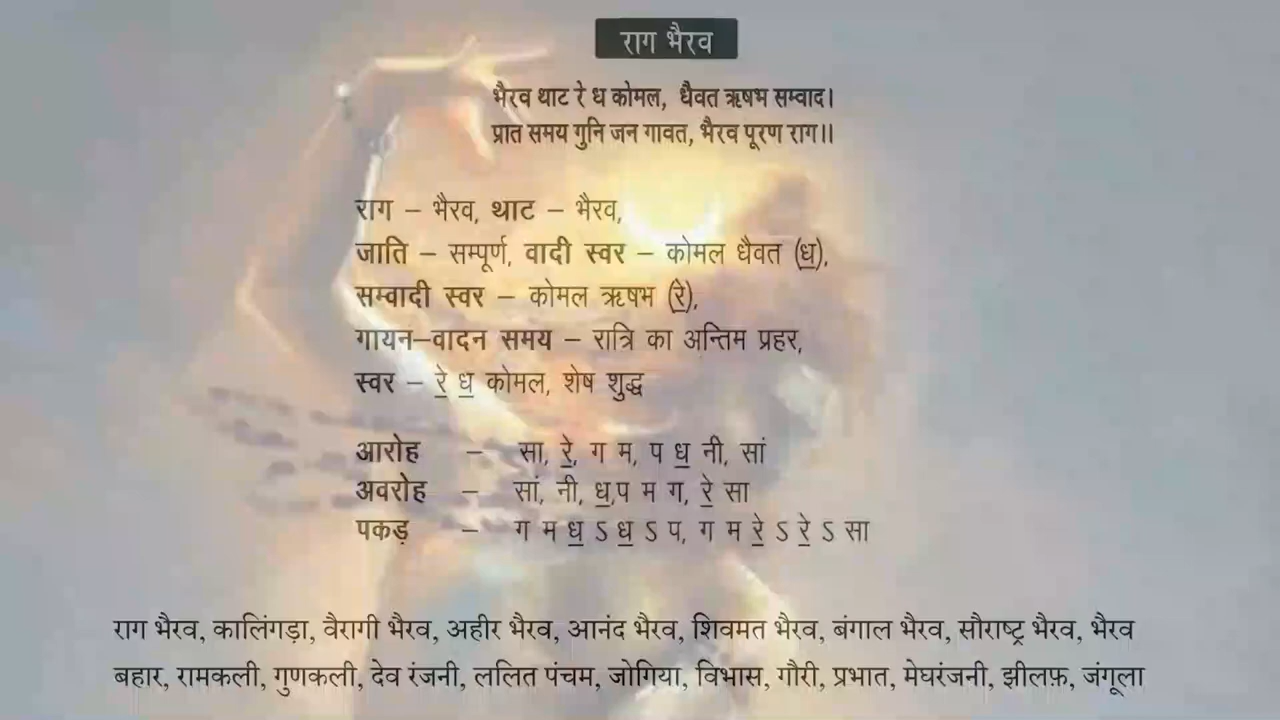 राग भैरव
भैरव थाट रे ध कोमल, धैवत ऋषभ सम्वाद।
प्रात समय गुनि जन गावत, भैरव पूरण राग।।
राग – भैरव, थाट – भैरव,
जाति – सम्पूर्ण, वादी स्वर – कोमल धैवत (ध॒),
सम्वादी स्वर – कोमल ऋषभ (रे॒),
गायन–वादन समय – रात्रि का अन्तिम प्रहर,
स्वर – रे॒ ध॒ कोमल, शेष शुद्ध
आरोह – सा, रे॒, ग म, प ध॒ नी, सां
अवरोह – सां, नी, ध॒,प म ग, रे॒ सा
पकड़ – ग म ध॒ ऽ ध॒ ऽ प, ग म रे॒ ऽ रे॒ ऽ सा
राग भैरव, कालिंगड़ा, वैरागी भैरव, अहीर भैरव, आनंद भैरव, शिवमत भैरव, बंगाल भैरव, सौराष्ट्र भैरव, भैरव
बहार, रामकली, गुणकली, देव रंजनी, ललित पंचम, जोगिया, विभास, गौरी, प्रभात, मेघरंजनी, झीलफ़, जंगूला